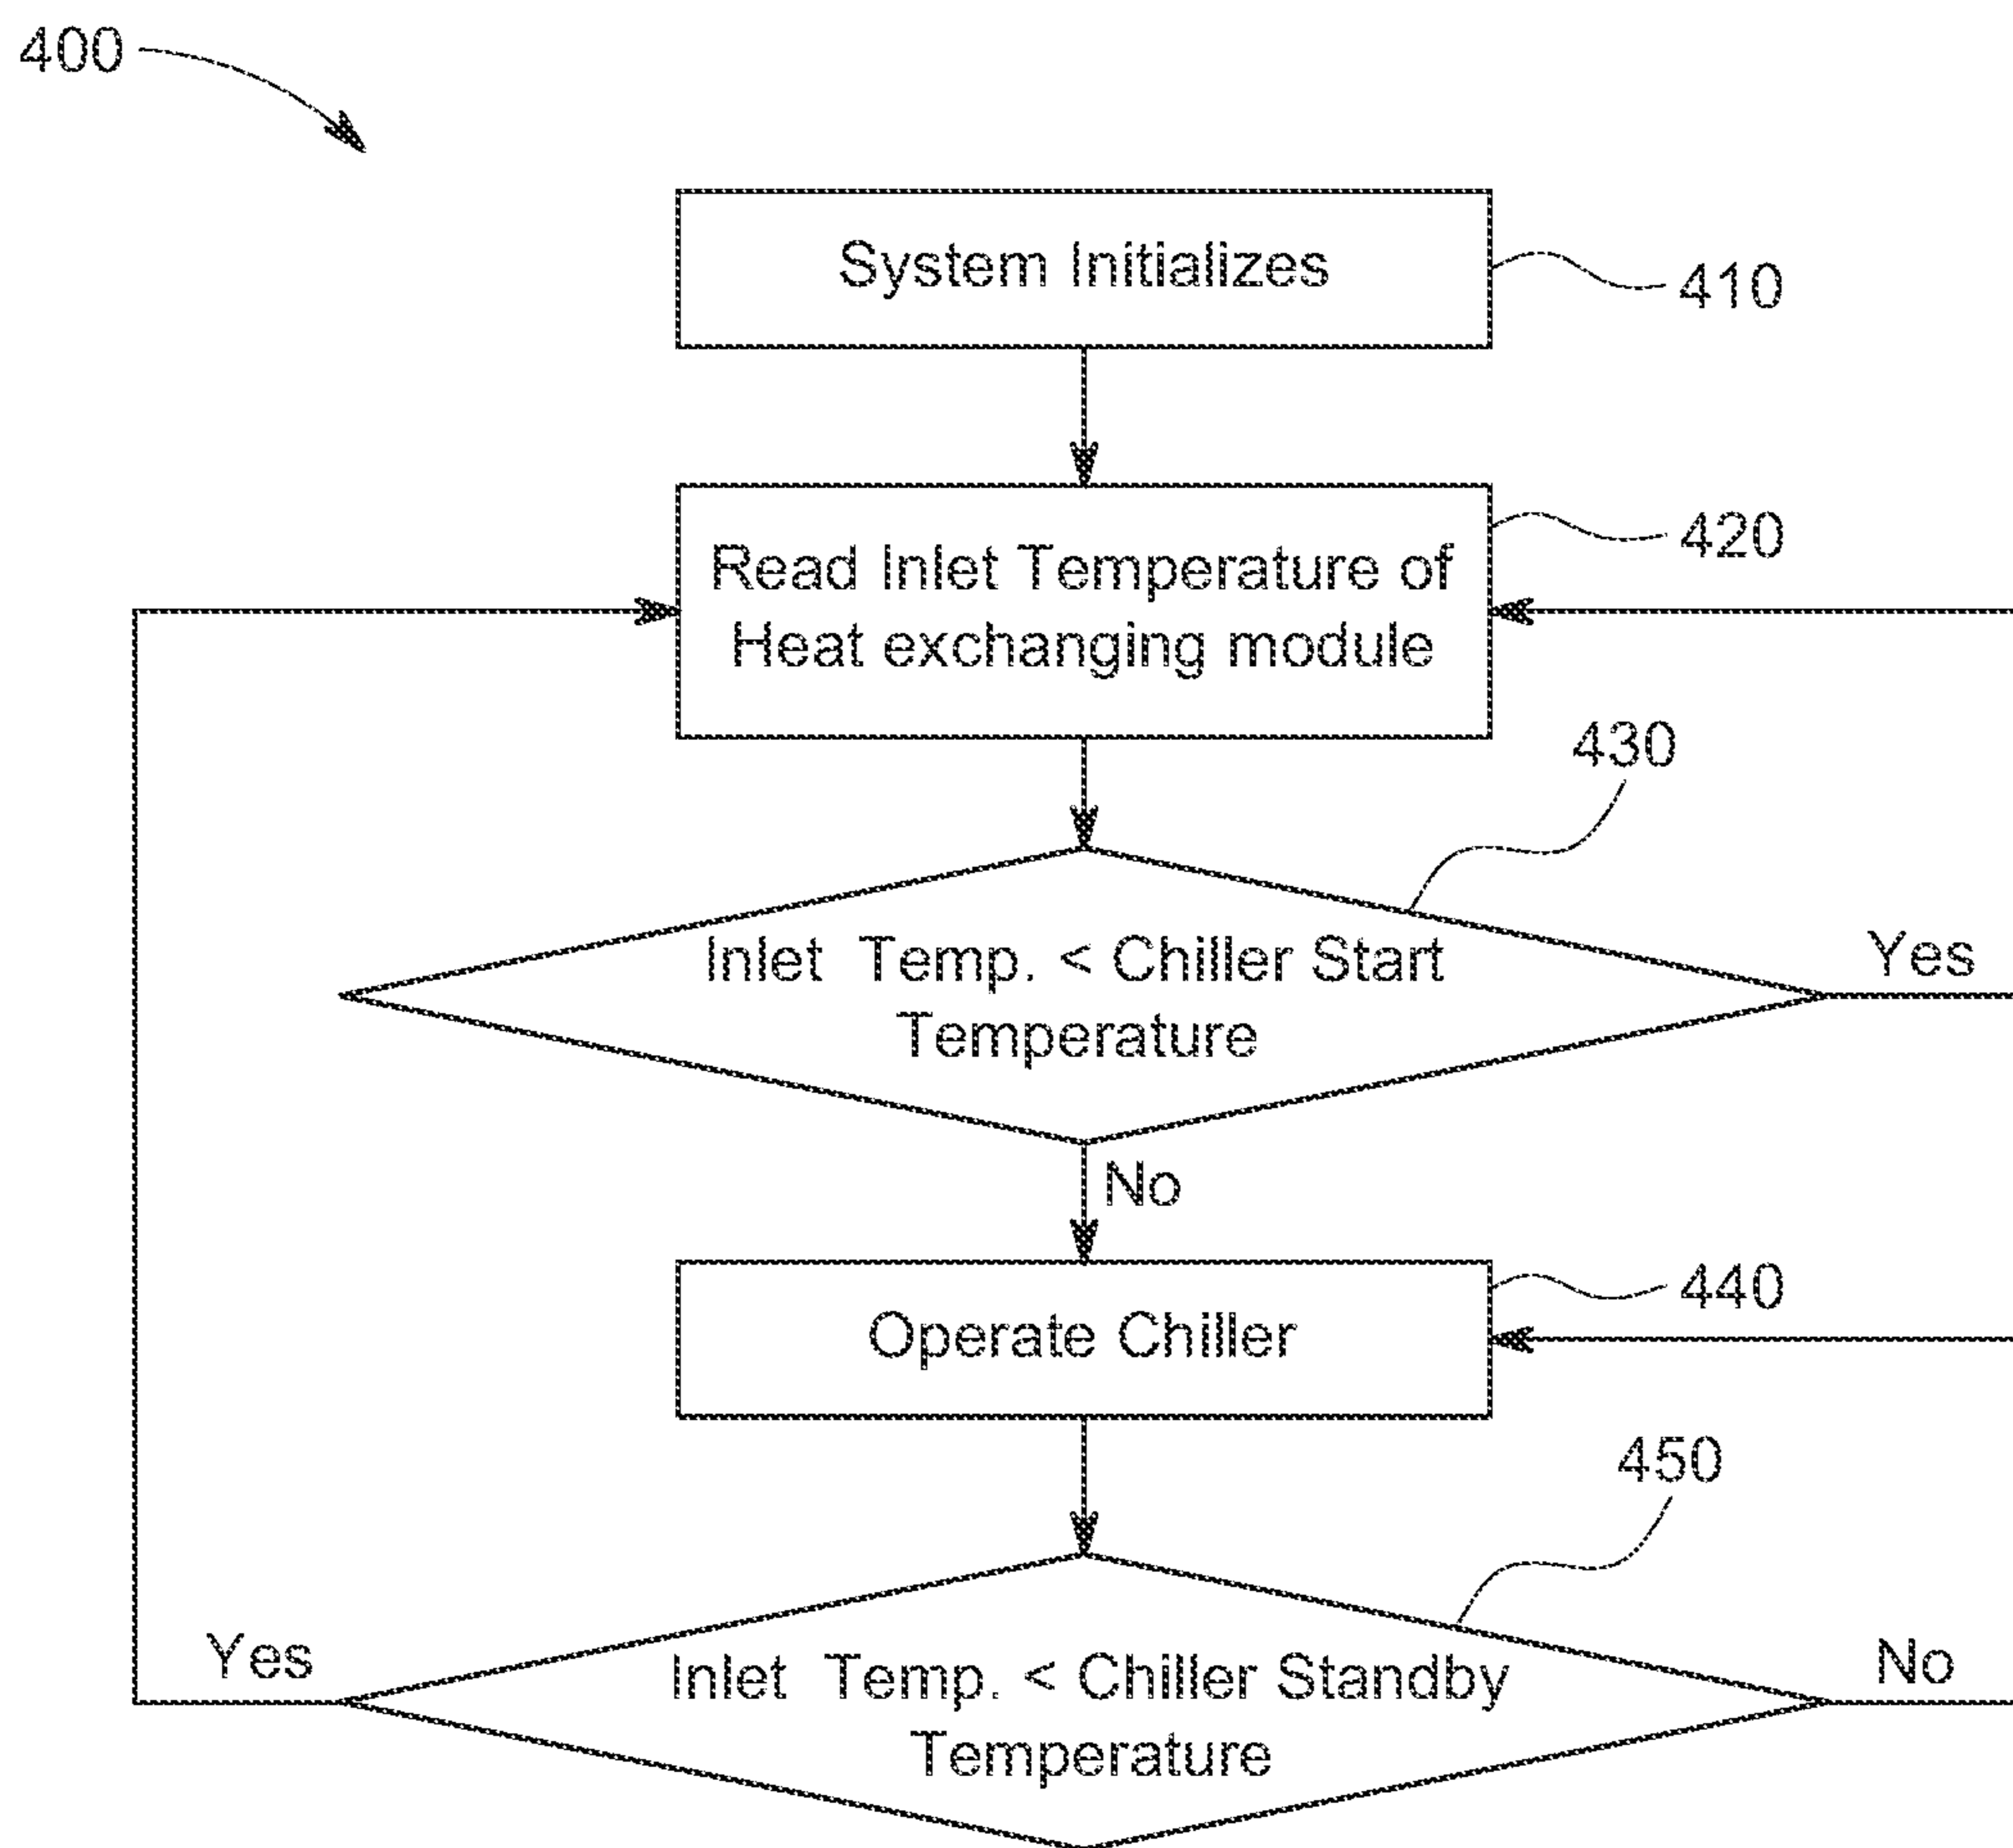 400
System Initializes
410
Read Inlet Temperature of
Heat exchanging module
420
430
Inlet Temp. < Chiller Start
Temperature
Yes
No
Operate Chiller
440
450
Inlet Temp. < Chiller Standby
Temperature
Yes
No